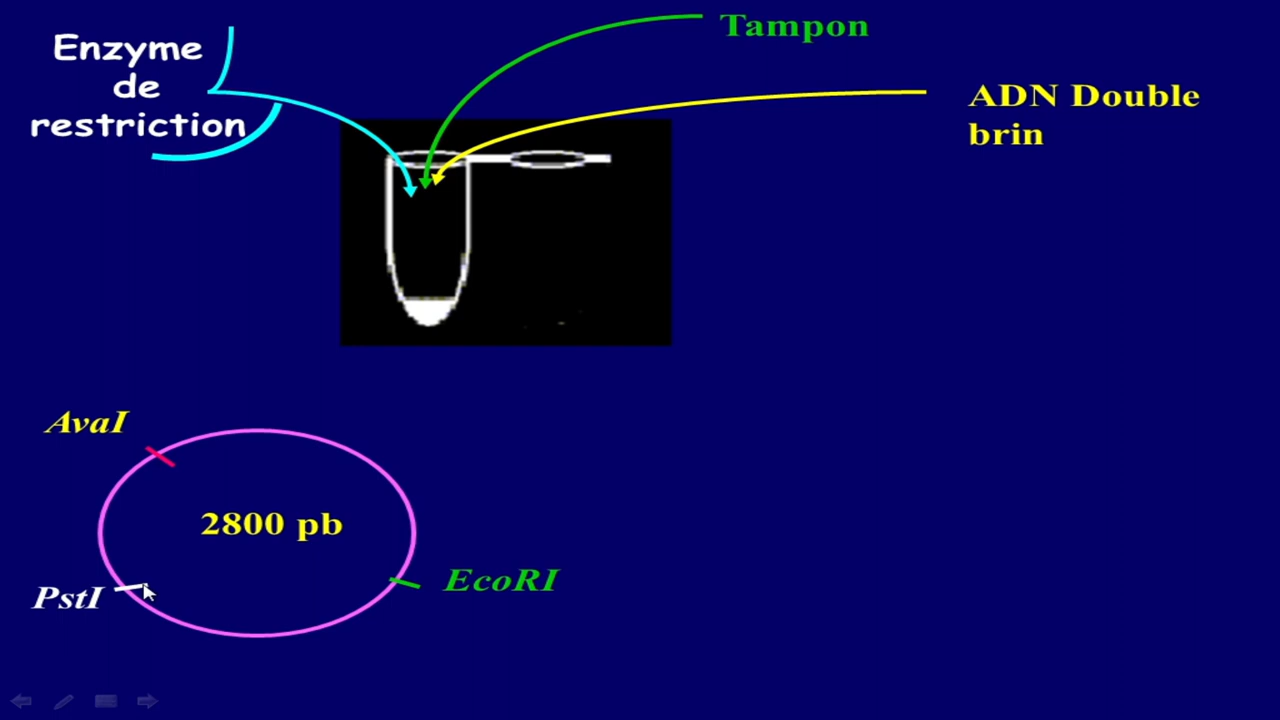 Enzyme
de
restriction
Tampon
ADN Double
brin
AvaI
2800 pb
PstI
EcoRI